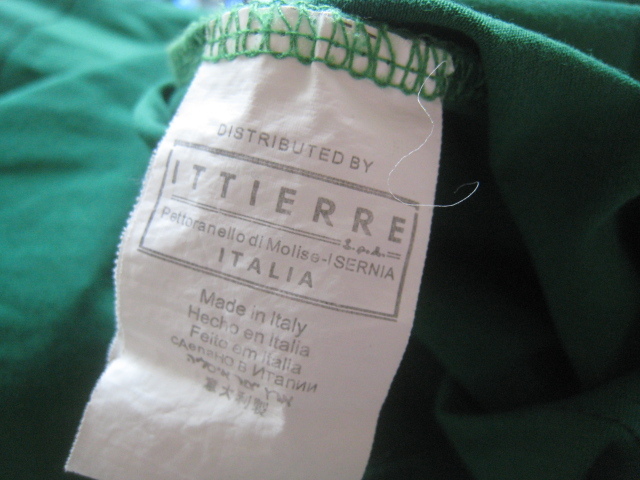 DISTRIBUTED BY
ITTIERRE
s.p.a.
Pettoranello di Molise-ISERNIA
ITALIA
Made in Italy
Hecho en Italia
Feito em Italia
сделано в италии
意大利製